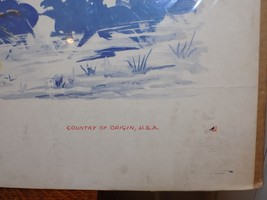 COUNTRY OF ORIGIN, U.S.A.